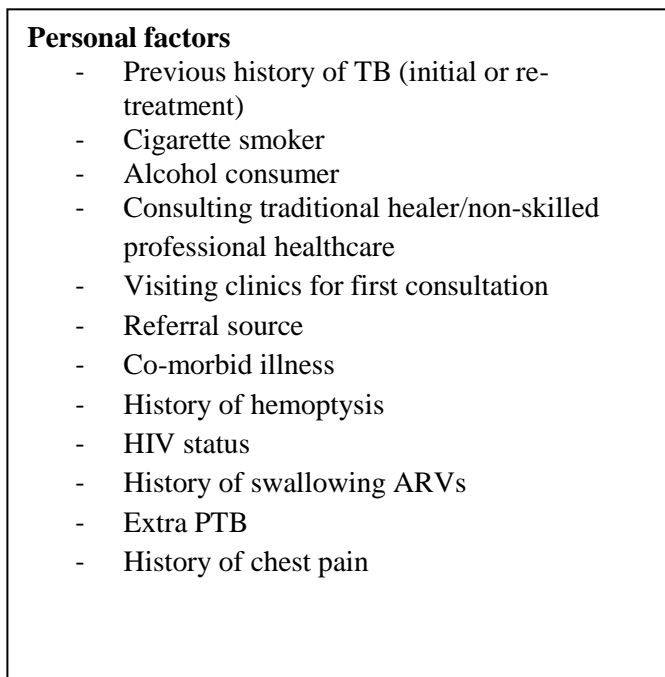 Personal factors
- Previous history of TB (initial or re-
treatment)
- Cigarette smoker
- Alcohol consumer
- Consulting traditional healer/non-skilled
professional healthcare
- Visiting clinics for first consultation
- Referral source
- Co-morbid illness
- History of hemoptysis
- HIV status
- History of swallowing ARVs
- Extra PTB
- History of chest pain